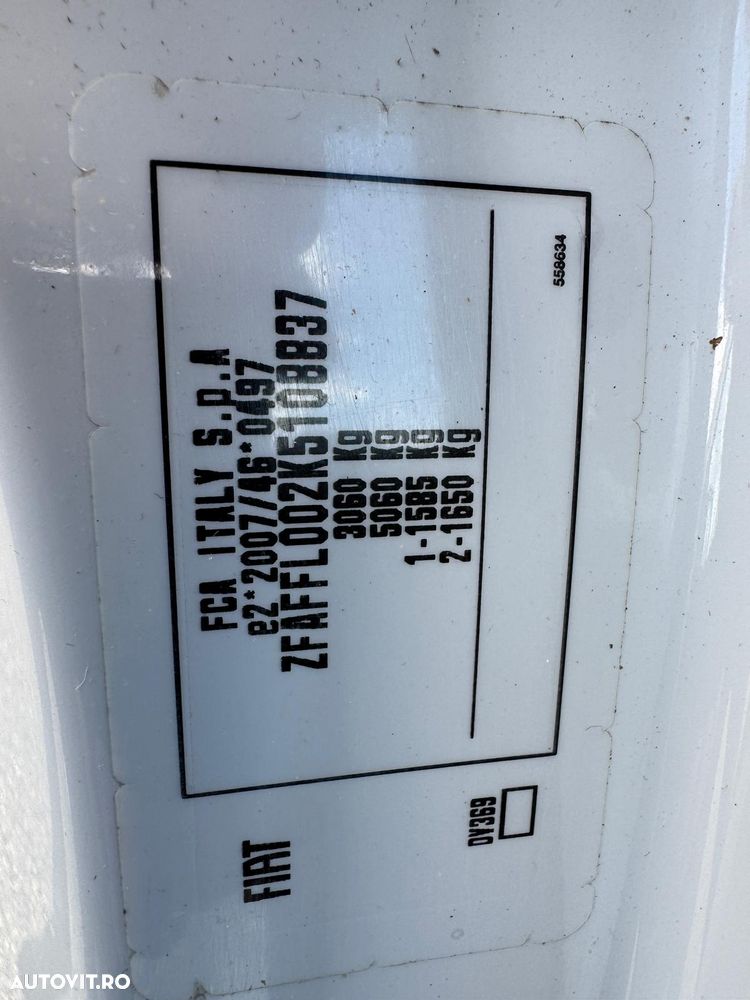 FCA ITALY S.p.A
e2*2007/46*0497
ZFAFFL002K5108837
3060 Kg
5060 Kg
1-1585 Kg
2-1650 Kg
558634
FIAT
DV369
AUTOVIT.RO